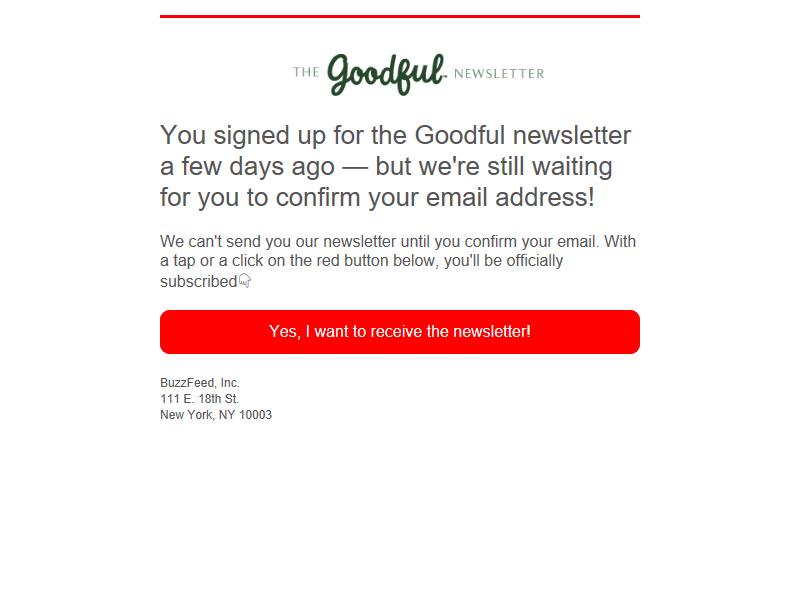 THE Goodful NEWSLETTER
You signed up for the Goodful newsletter
a few days ago — but we're still waiting
for you to confirm your email address!
We can't send you our newsletter until you confirm your email. With
a tap or a click on the red button below, you'll be officially
subscribed👇
Yes, I want to receive the newsletter!
BuzzFeed, Inc.
111 E. 18th St.
New York, NY 10003